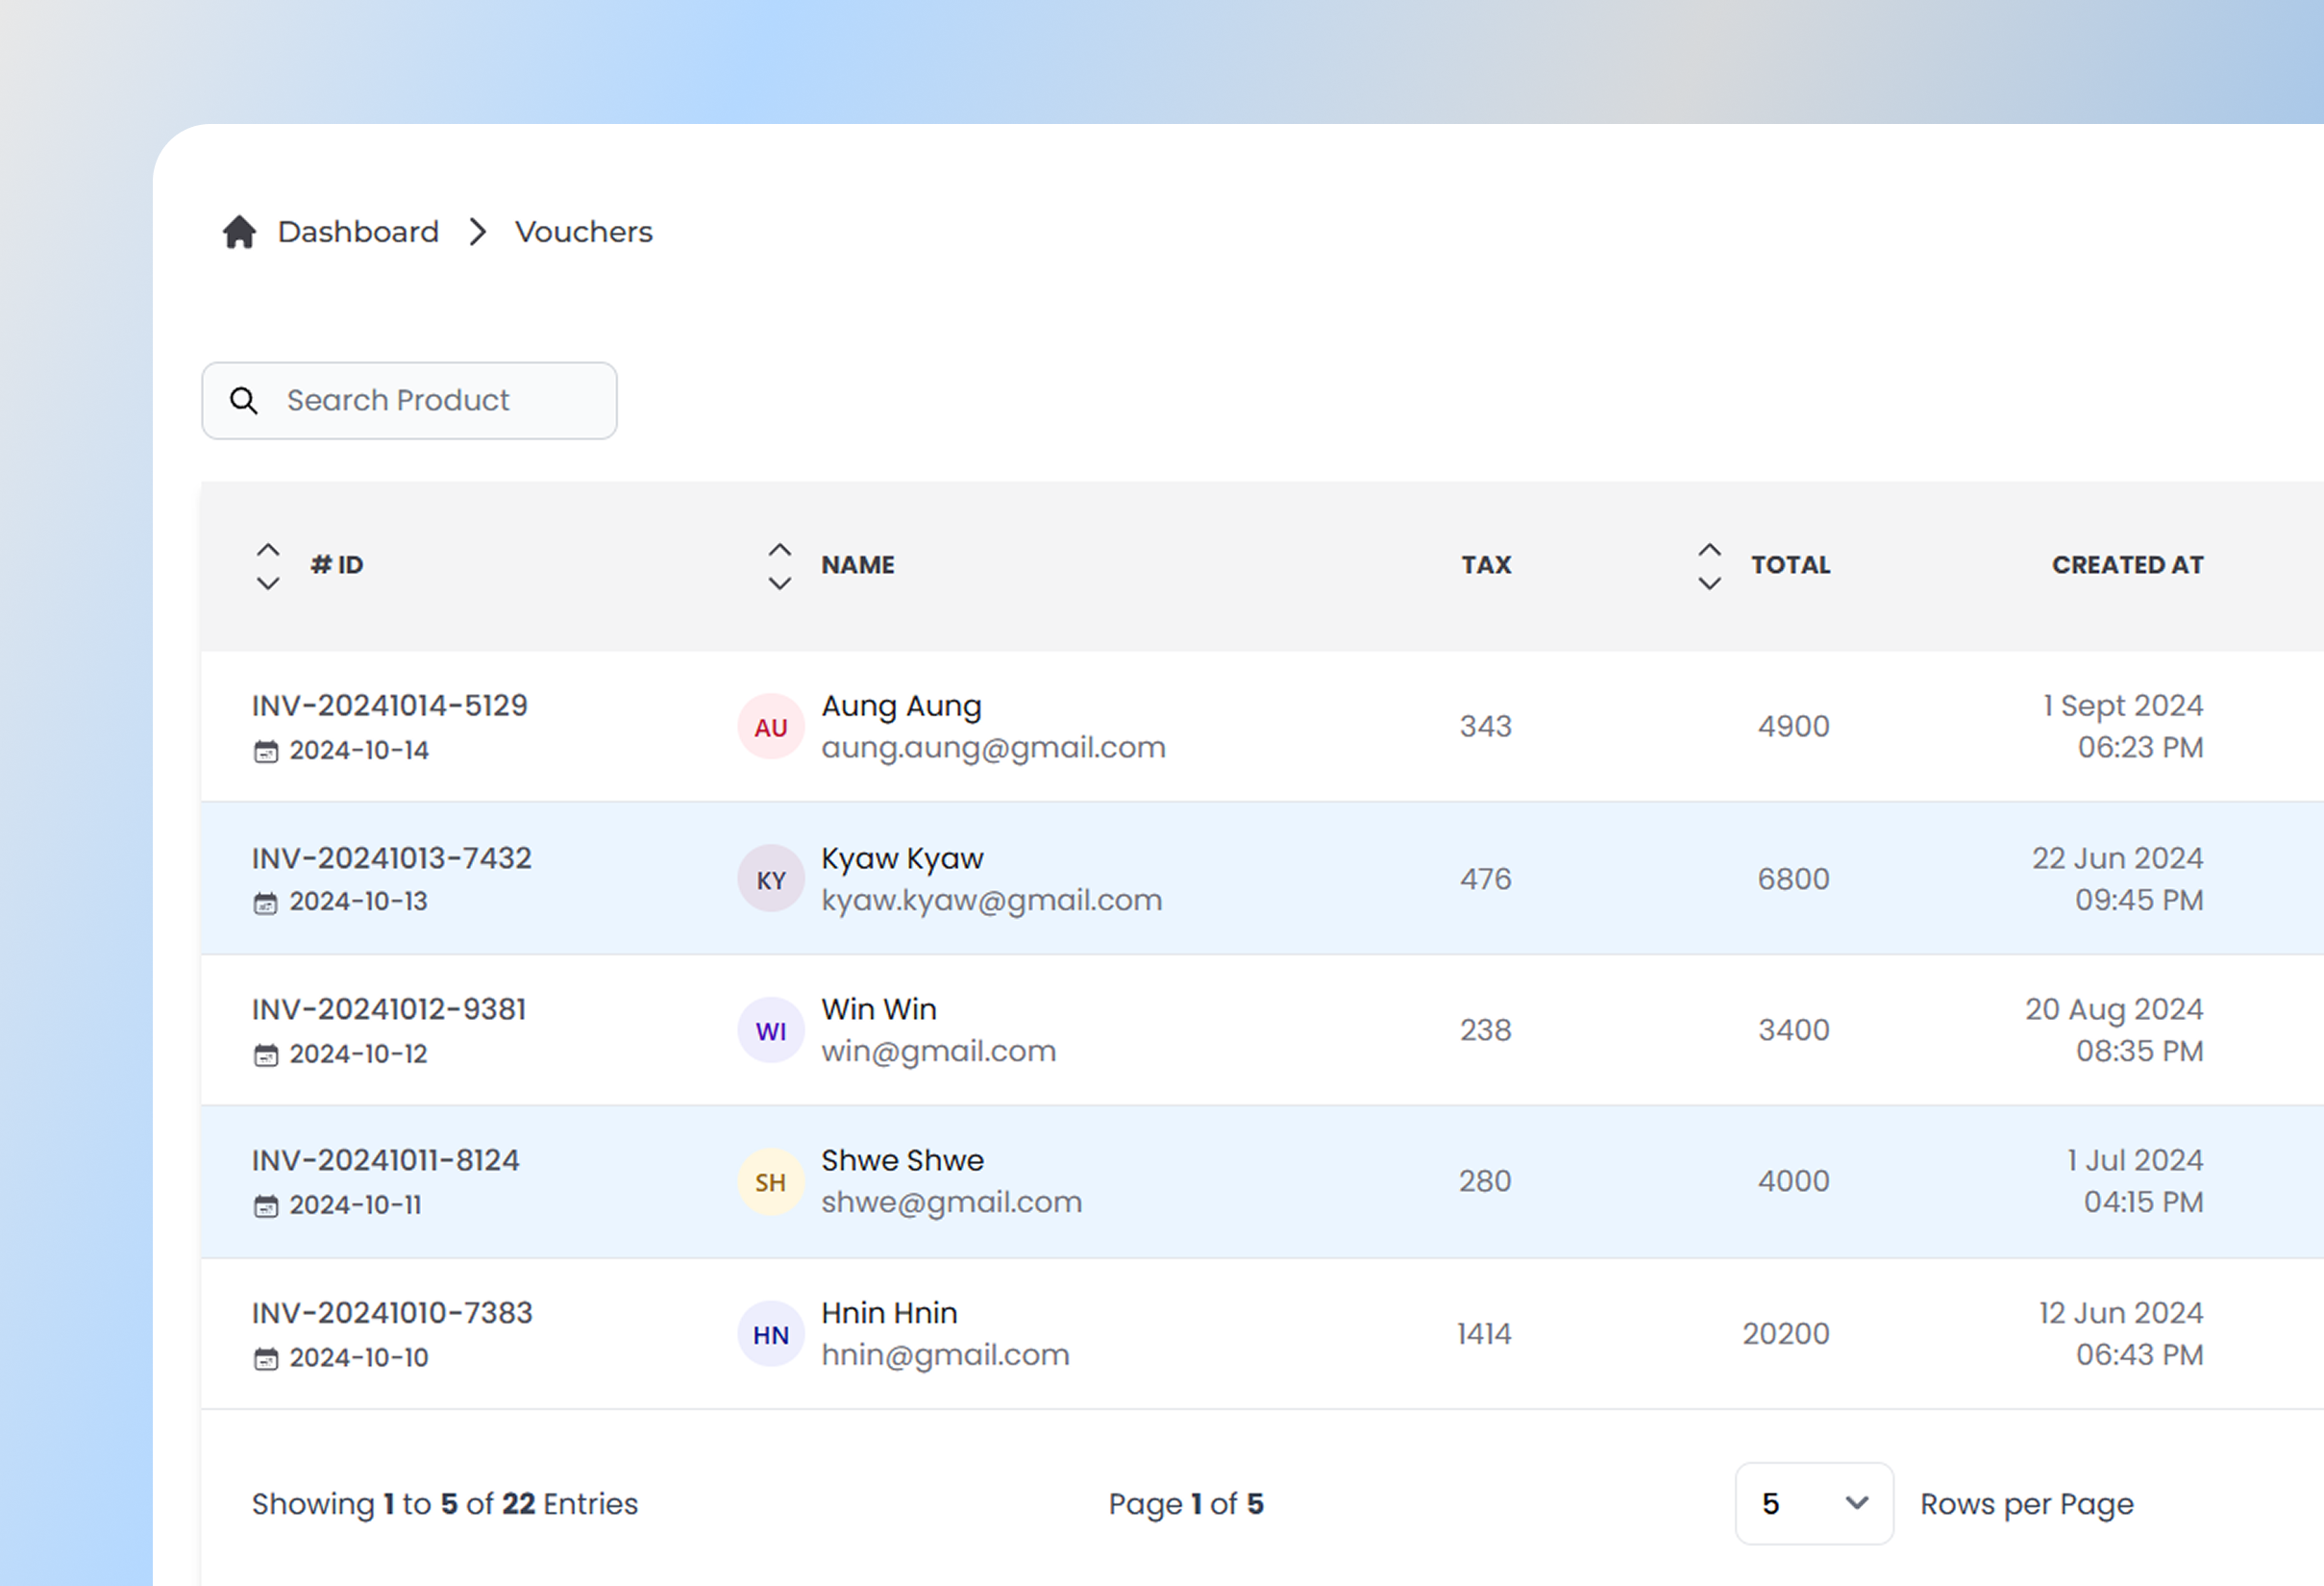 Dashboard > Vouchers
Search Product
# ID NAME TAX TOTAL CREATED AT
INV-20241014-5129
2024-10-14
AU
Aung Aung
aung.aung@gmail.com
343
4900
1 Sept 2024
06:23 PM
INV-20241013-7432
2024-10-13
KY
Kyaw Kyaw
kyaw.kyaw@gmail.com
476
6800
22 Jun 2024
09:45 PM
INV-20241012-9381
2024-10-12
WI
Win Win
win@gmail.com
238
3400
20 Aug 2024
08:35 PM
INV-20241011-8124
2024-10-11
SH
Shwe Shwe
shwe@gmail.com
280
4000
1 Jul 2024
04:15 PM
INV-20241010-7383
2024-10-10
HN
Hnin Hnin
hnin@gmail.com
1414
20200
12 Jun 2024
06:43 PM
Showing 1 to 5 of 22 Entries
Page 1 of 5
5 Rows per Page